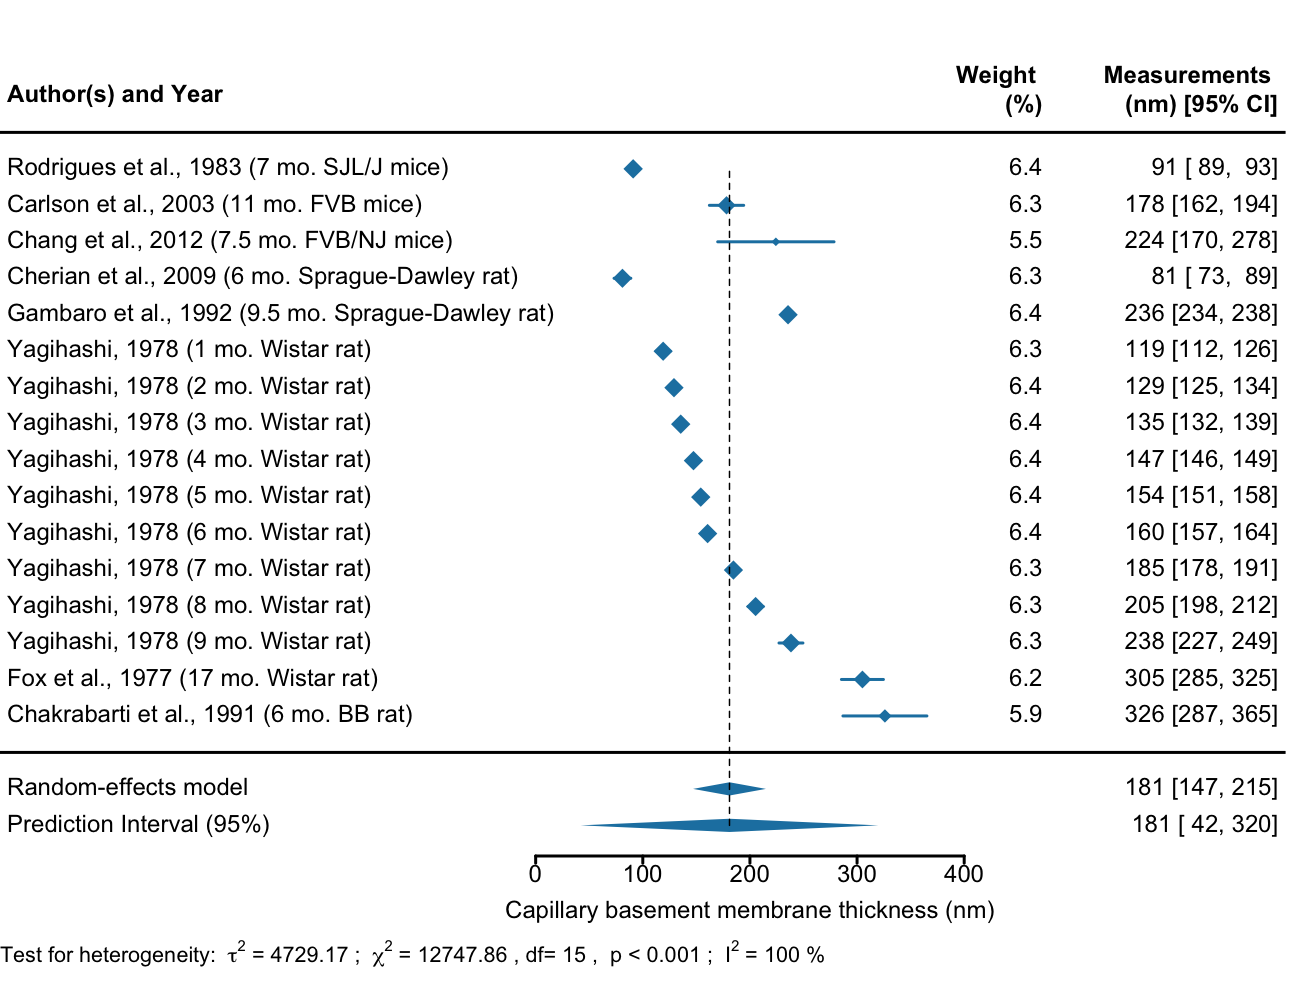 Author(s) and Year Weight (%) Measurements (nm) [95% CI]
Rodrigues et al., 1983 (7 mo. SJL/J mice) 6.4 91 [ 89, 93]
Carlson et al., 2003 (11 mo. FVB mice) 6.3 178 [162, 194]
Chang et al., 2012 (7.5 mo. FVB/NJ mice) 5.5 224 [170, 278]
Cherian et al., 2009 (6 mo. Sprague-Dawley rat) 6.3 81 [ 73, 89]
Gambaro et al., 1992 (9.5 mo. Sprague-Dawley rat) 6.4 236 [234, 238]
Yagihashi, 1978 (1 mo. Wistar rat) 6.3 119 [112, 126]
Yagihashi, 1978 (2 mo. Wistar rat) 6.4 129 [125, 134]
Yagihashi, 1978 (3 mo. Wistar rat) 6.4 135 [132, 139]
Yagihashi, 1978 (4 mo. Wistar rat) 6.4 147 [146, 149]
Yagihashi, 1978 (5 mo. Wistar rat) 6.4 154 [151, 158]
Yagihashi, 1978 (6 mo. Wistar rat) 6.4 160 [157, 164]
Yagihashi, 1978 (7 mo. Wistar rat) 6.3 185 [178, 191]
Yagihashi, 1978 (8 mo. Wistar rat) 6.3 205 [198, 212]
Yagihashi, 1978 (9 mo. Wistar rat) 6.3 238 [227, 249]
Fox et al., 1977 (17 mo. Wistar rat) 6.2 305 [285, 325]
Chakrabarti et al., 1991 (6 mo. BB rat) 5.9 326 [287, 365]
Random-effects model 181 [147, 215]
Prediction Interval (95%) 181 [ 42, 320]
0 100 200 300 400
Capillary basement membrane thickness (nm)
Test for heterogeneity: τ² = 4729.17 ; χ² = 12747.86 , df= 15 , p < 0.001 ; I² = 100 %